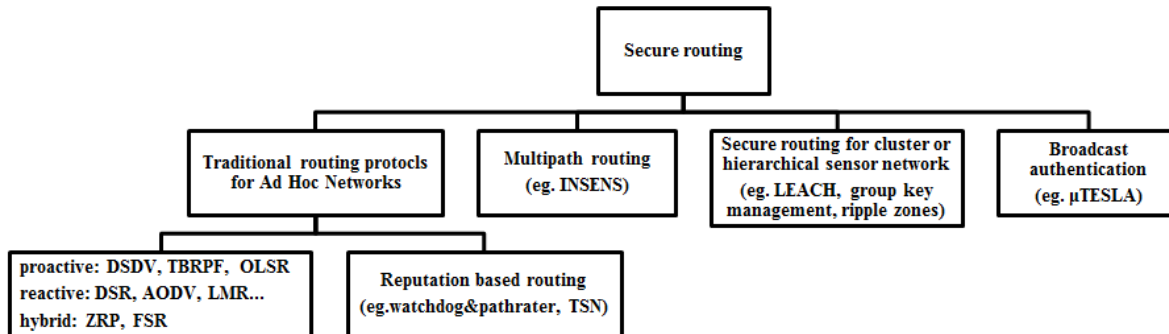 Secure routing
Traditional routing protocls
for Ad Hoc Networks
Multipath routing
(eg. INSENS)
Secure routing for cluster or
hierarchical sensor network
(eg. LEACH, group key
management, ripple zones)
Broadcast
authentication
(eg. μTESLA)
proactive: DSDV, TBRPF, OLSR
reactive: DSR, AODV, LMR...
hybrid: ZRP, FSR
Reputation based routing
(eg.watchdog&pathrater, TSN)